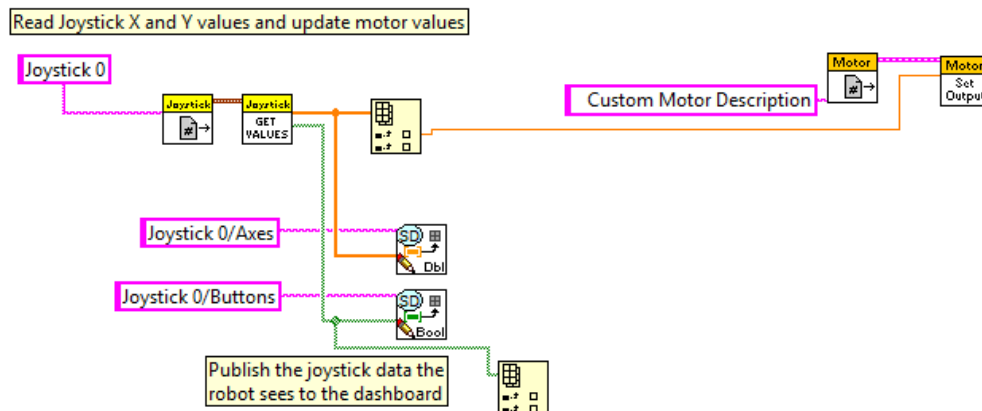 Read Joystick X and Y values and update motor values
Joystick 0
Joystick
#
Joystick
GET
VALUES
Custom Motor Description
Motor
#
Motor
Set
Output
Joystick 0/Axes
SD
Dbl
Joystick 0/Buttons
SD
Bool
Publish the joystick data the
robot sees to the dashboard